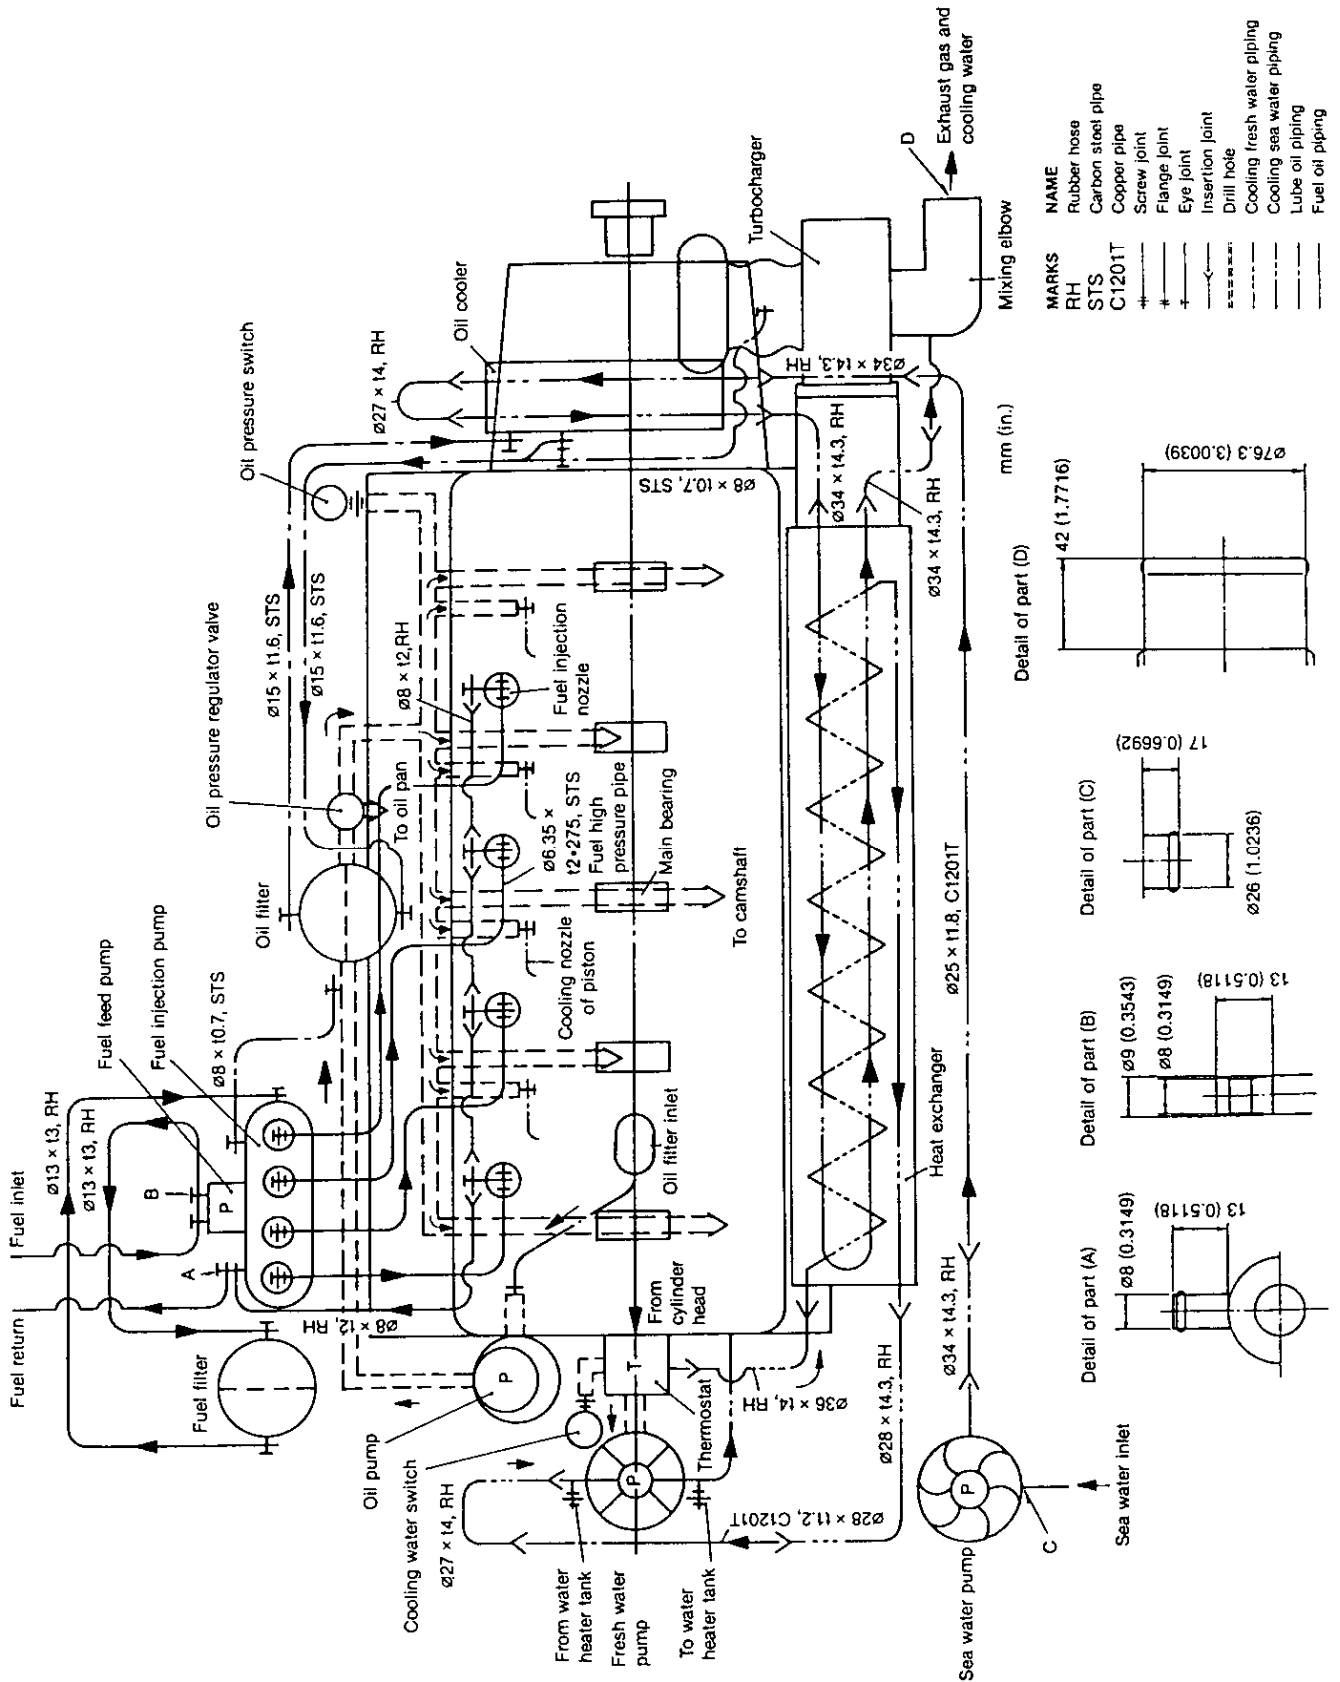 Fuel return
Fuel inlet
Fuel filter
Ø13 × t3, RH
Ø13 × t3, RH
B
A
P
Fuel feed pump
Fuel injection pump
Ø8 × t0.7, STS
Oil filter
Oil pressure regulator valve
To oil pan
Ø15 × t1.6, STS
Ø15 × t1.6, STS
Oil pressure switch
Ø27 × t4, RH
Oil cooler
Ø8 × t2, RH
Ø8 × t2,RH
Ø8 × t0.7, STS
Fuel injection
nozzle
Ø6.35 ×
t2•275, STS
Fuel high
pressure pipe
Main bearing
Cooling nozzle
of piston
To camshaft
Oil filter inlet
From
cylinder
head
Oil pump
P
Cooling water switch
Ø27 × t4, RH
T
Thermostat
P
From water
heater tank
Fresh water
pump
To water
heater tank
Ø28 × t1.2, C1201T
Ø36 × t4, RH
Ø28 × t4.3, RH
Heat exchanger
Ø34 × t4.3, RH
Ø34 × t4.3, RH
Ø34 × t4.3, RH
Ø34 × t4.3, RH
Turbocharger
Mixing elbow
D
Exhaust gas and
cooling water
Ø34 × t4.3, RH
Ø25 × t1.8, C1201T
Sea water pump
P
C
Sea water inlet
Detail of part (A)
Ø8 (0.3149)
13 (0.5118)
Detail of part (B)
Ø9 (0.3543)
Ø8 (0.3149)
13 (0.5118)
Detail of part (C)
17 (0.6692)
Ø26 (1.0236)
Detail of part (D)
42 (1.7716)
Ø76.3 (3.0039)
mm (in.)
MARKS NAME
RH Rubber hose
STS Carbon steel pipe
C1201T Copper pipe
Screw joint
Flange joint
Eye joint
Insertion joint
Drill hole
Cooling fresh water piping
Cooling sea water piping
Lube oil piping
Fuel oil piping